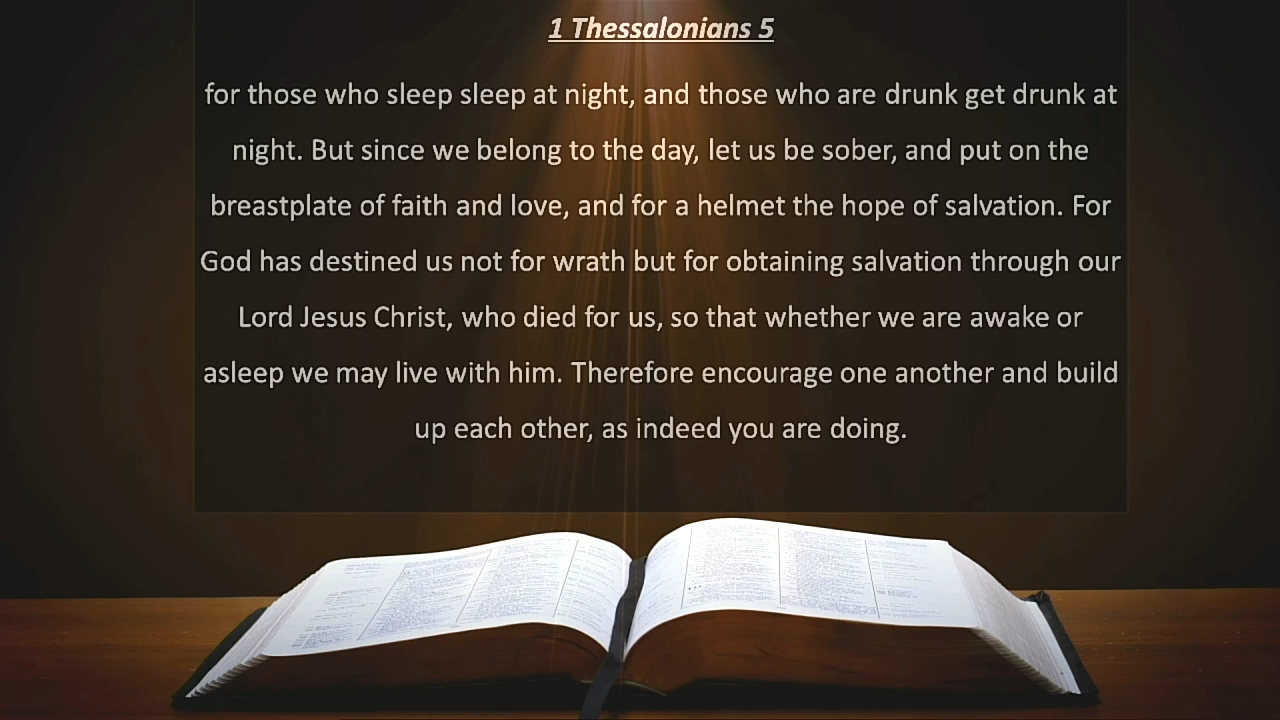 1 Thessalonians 5
for those who sleep sleep at night, and those who are drunk get drunk at
night. But since we belong to the day, let us be sober, and put on the
breastplate of faith and love, and for a helmet the hope of salvation. For
God has destined us not for wrath but for obtaining salvation through our
Lord Jesus Christ, who died for us, so that whether we are awake or
asleep we may live with him. Therefore encourage one another and build
up each other, as indeed you are doing.